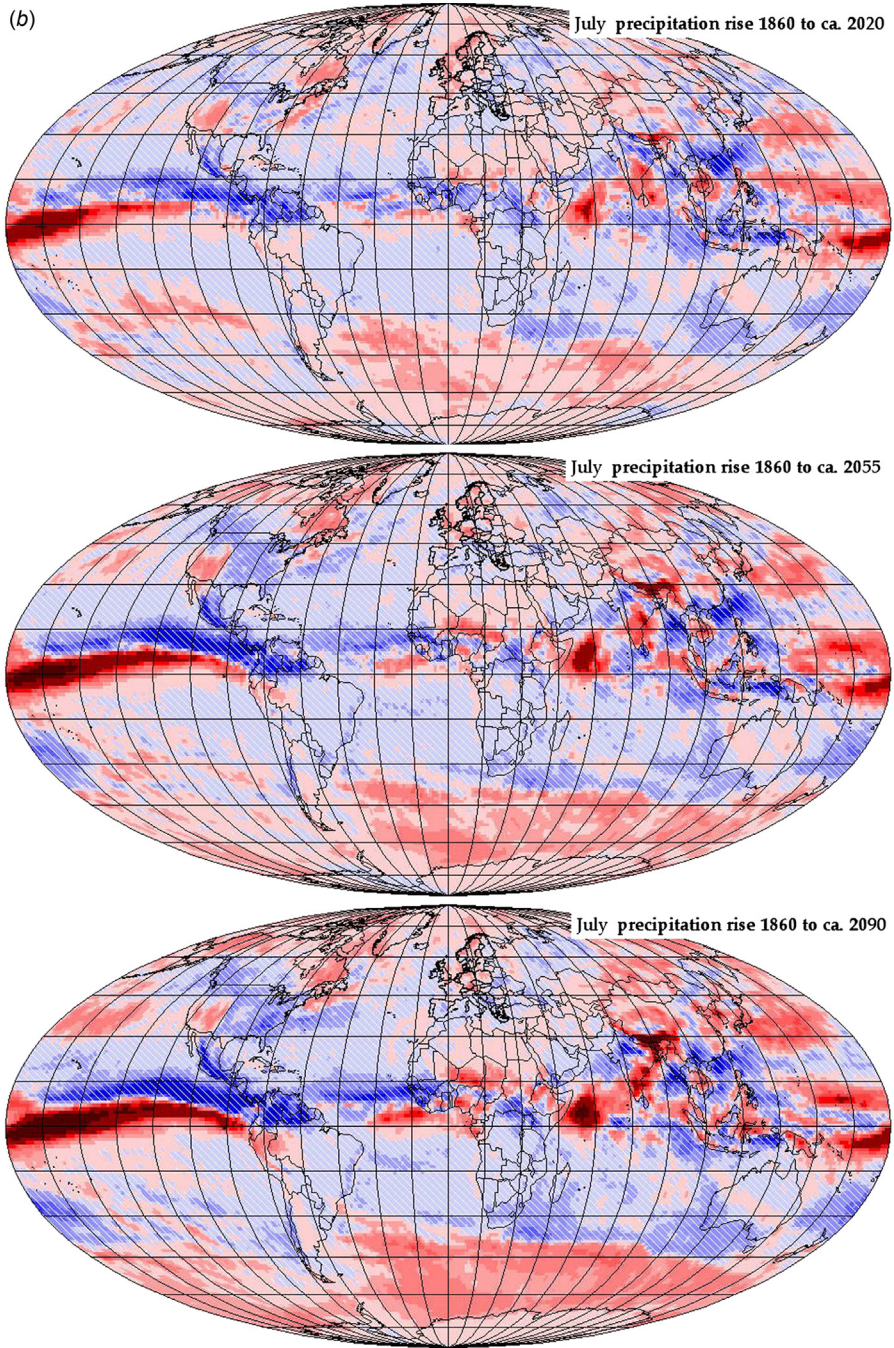 (b)
July precipitation rise 1860 to ca. 2020
July precipitation rise 1860 to ca. 2055
July precipitation rise 1860 to ca. 2090